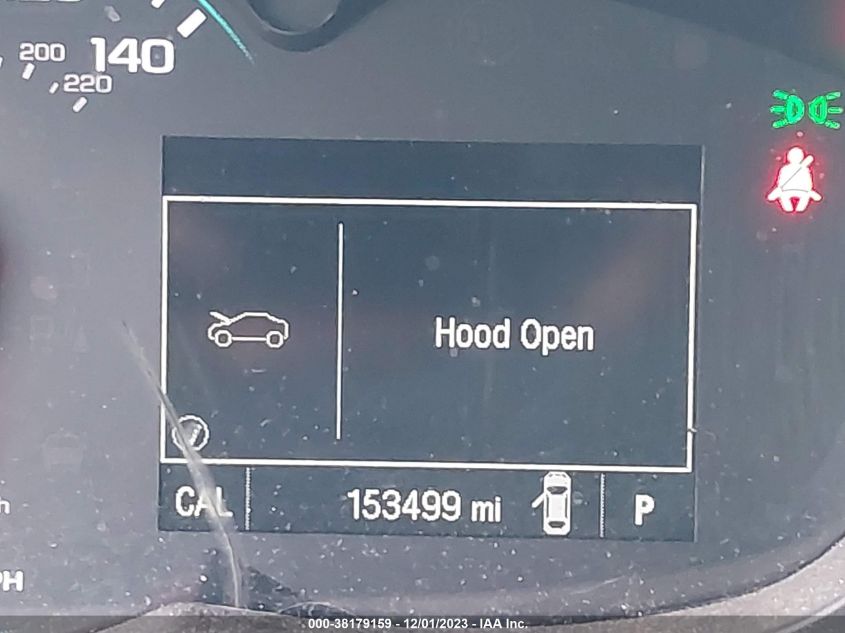 200 140
220
Hood Open
CAL 153499 mi P
000-38179159 - 12/01/2023 - IAA Inc.